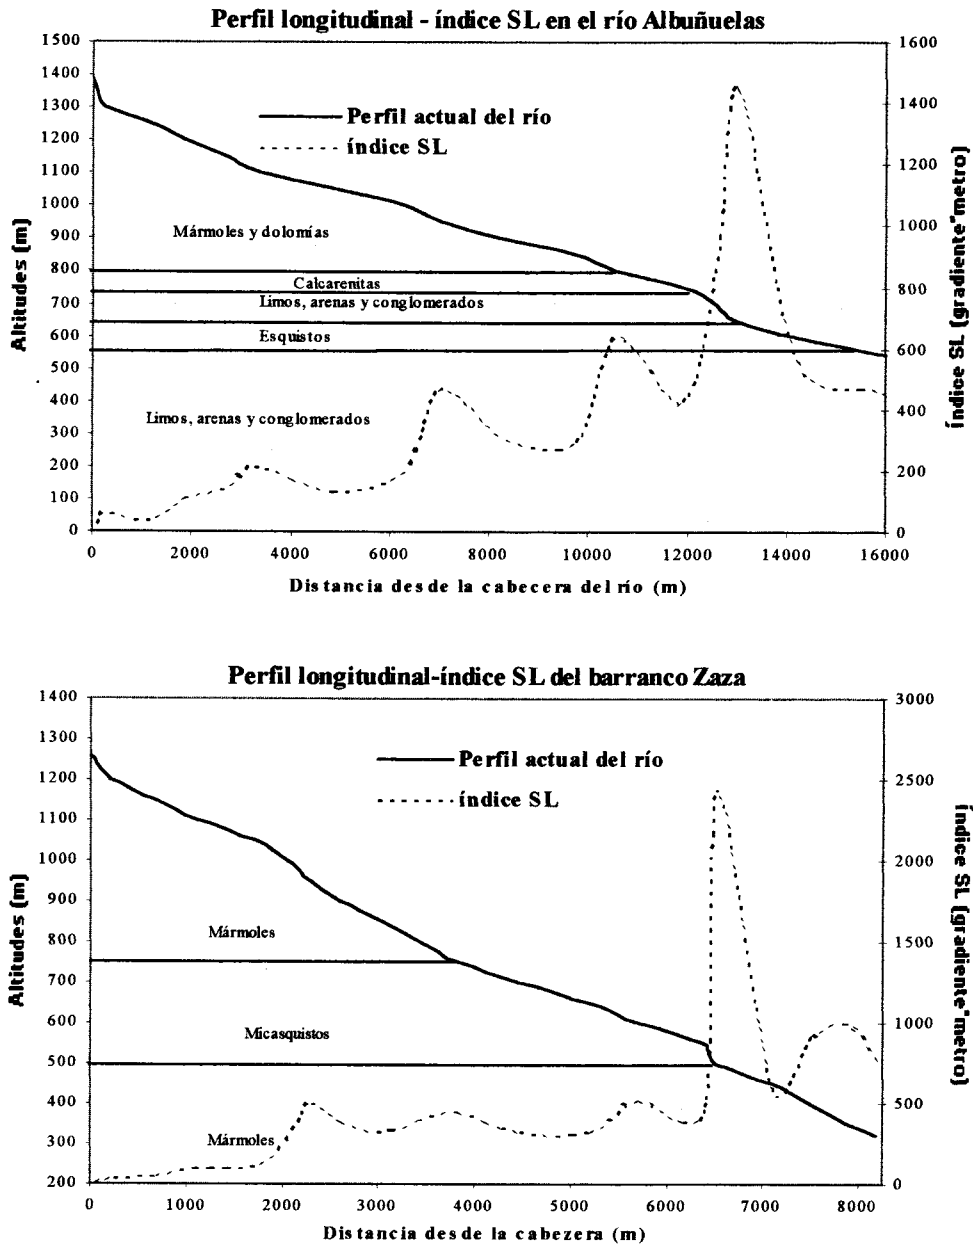 Perfil longitudinal - índice SL en el río Albuñuelas
1500
1400
1300
1200
1100
1000
900
800
700
600
500
400
300
200
100
0
Altitudes (m)
Perfil actual del río
índice SL
Mármoles y dolomías
Calcarenitas
Limos, arenas y conglomerados
Esquistos
Limos, arenas y conglomerados
1600
1400
1200
1000
800
600
400
200
0
índice SL (gradiente*metro)
0 2000 4000 6000 8000 10000 12000 14000 16000
Distancia desde la cabecera del río (m)
Perfil longitudinal-índice SL del barranco Zaza
1400
1300
1200
1100
1000
900
800
700
600
500
400
300
200
Altitudes (m)
Perfil actual del río
índice SL
Mármoles
Micasquistos
Mármoles
3000
2500
2000
1500
1000
500
0
índice SL (gradiente*metro)
0 2000 4000 3000 4000 5000 6000 7000 8000
Distancia desde la cabezera (m)